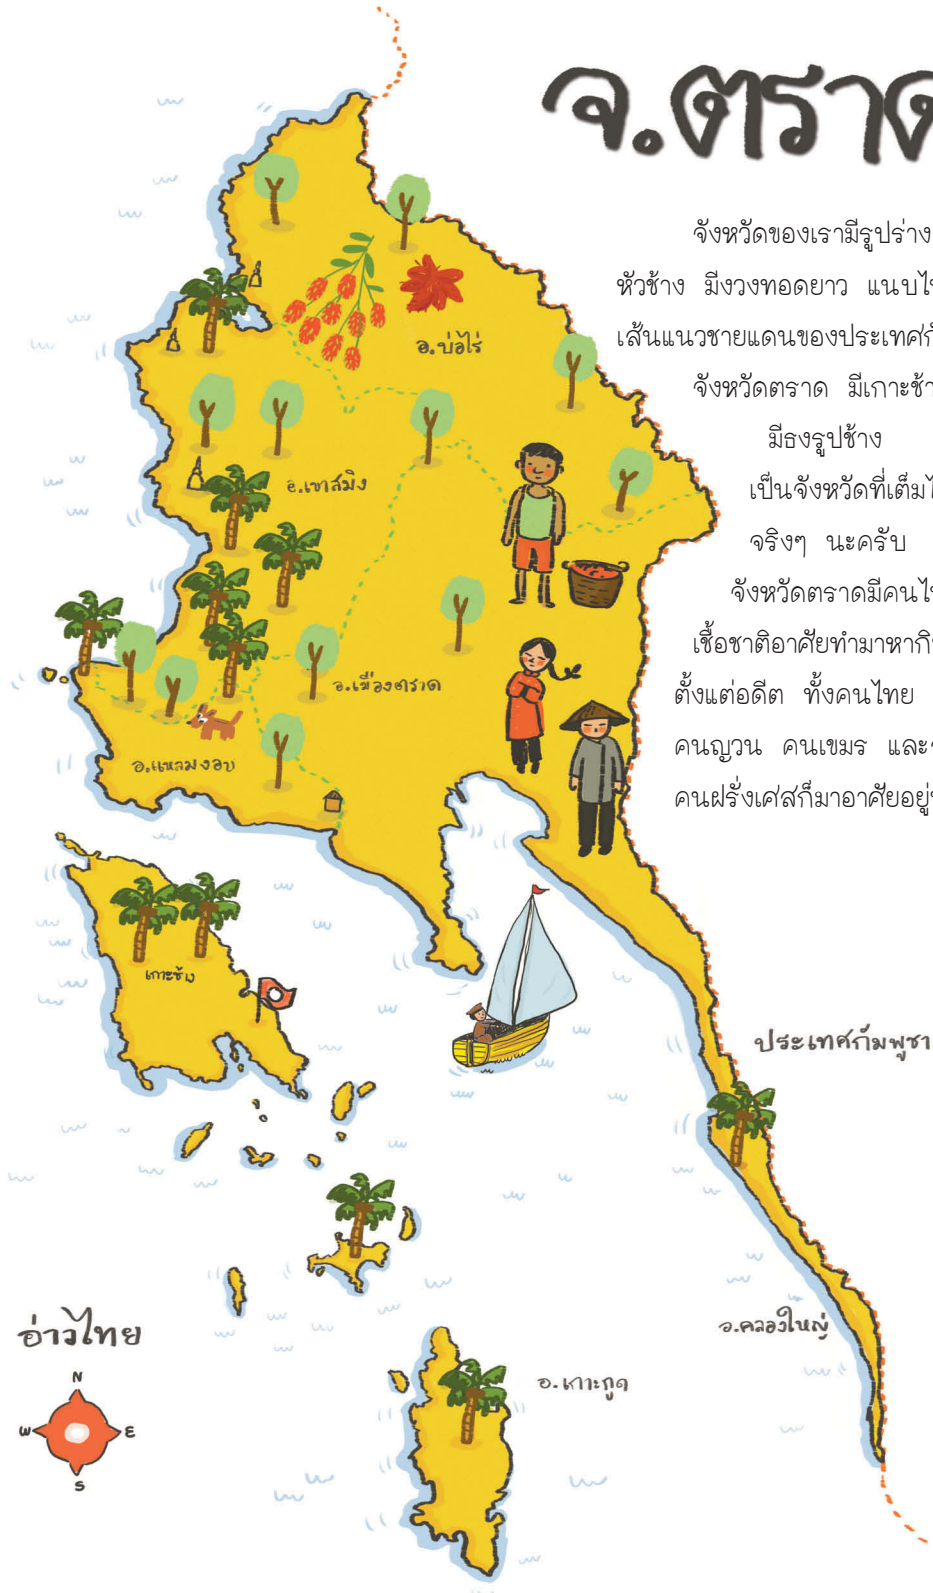 จ.ตราด
จังหวัดของเรามีรูปร่าง
หัวช้าง มีงวงทอดยาว แนบไป
เส้นแนวชายแดนของประเทศกั
จังหวัดตราด มีเกาะช้า
มีธงรูปช้าง
เป็นจังหวัดที่เต็มไ
จริงๆ นะครับ
จังหวัดตราดมีคนไ
เชื้อชาติอาศัยทำมาหากิ
ตั้งแต่อดีต ทั้งคนไทย
คนญวน คนเขมร และ
คนฝรั่งเศสก็มาอาศัยอยู่
อ.บ่อไร่
อ.เขาสมิง
อ.เมืองตราด
อ.แหลมงอบ
เกาะช้าง
ประเทศกัมพูชา
อ.คลองใหญ่
อ.เกาะกูด
อ่าวไทย
N
W E
S